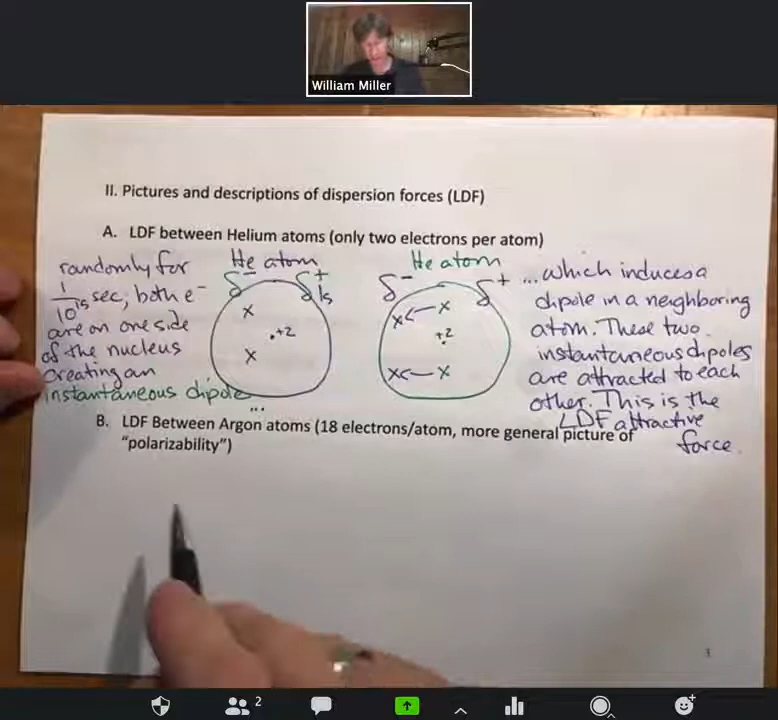 William Miller
II. Pictures and descriptions of dispersion forces (LDF)
A. LDF between Helium atoms (only two electrons per atom)
randomly for
1/10¹⁵ sec, both e⁻
are on one side
of the nucleus
creating an
instantaneous dipole
...
He atom
δ⁻ δ⁺
1s
x
.+2
x
He atom
δ⁻ δ⁺
x ← x
+2
x ← x
...which induces a
dipole in a neighboring
atom. These two
instantaneous dipoles
are attracted to each
other. This is the
LDF attractive
force.
B. LDF Between Argon atoms (18 electrons/atom, more general picture of
"polarizability")
3
2